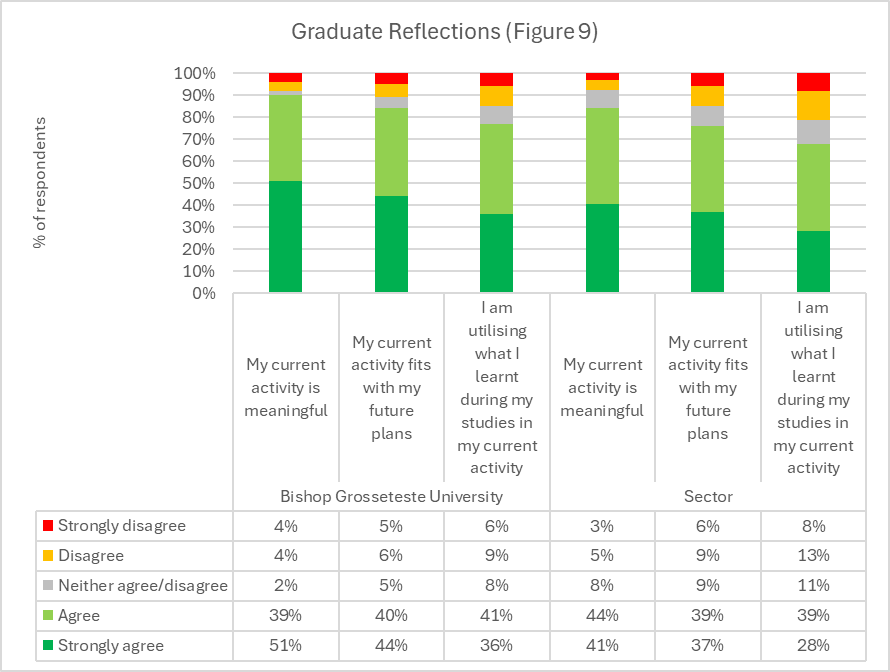 Graduate Reflections (Figure 9)
% of respondents
100%
90%
80%
70%
60%
50%
40%
30%
20%
10%
0%
My current
activity is
meaningful
My current
activity fits
with my
future
plans
I am
utilising
what I
learnt
during my
studies in
my current
activity
My current
activity is
meaningful
My current
activity fits
with my
future
plans
I am
utilising
what I
learnt
during my
studies in
my current
activity
Bishop Grosseteste University Sector
Strongly disagree 4% 5% 6% 3% 6% 8%
Disagree 4% 6% 9% 5% 9% 13%
Neither agree/disagree 2% 5% 8% 8% 9% 11%
Agree 39% 40% 41% 44% 39% 39%
Strongly agree 51% 44% 36% 41% 37% 28%